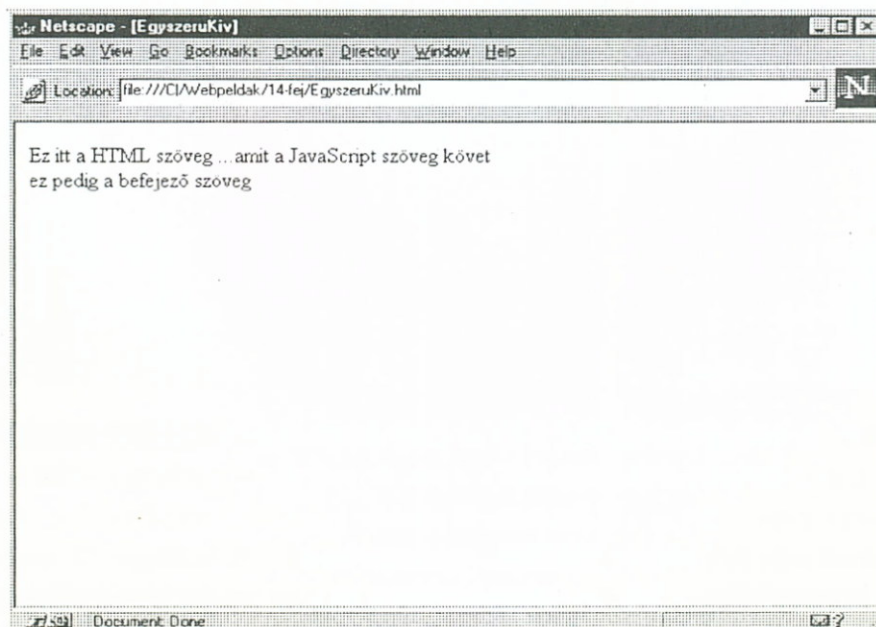 Netscape - [EgyszeruKiv]
File Edit View Go Bookmarks Options Directory Window Help
Location: file:///C|/Webpeldak/14-fej/EgyszeruKiv.html
N
Ez itt a HTML szöveg ...amit a JavaScript szöveg követ
ez pedig a befejező szöveg
Document: Done